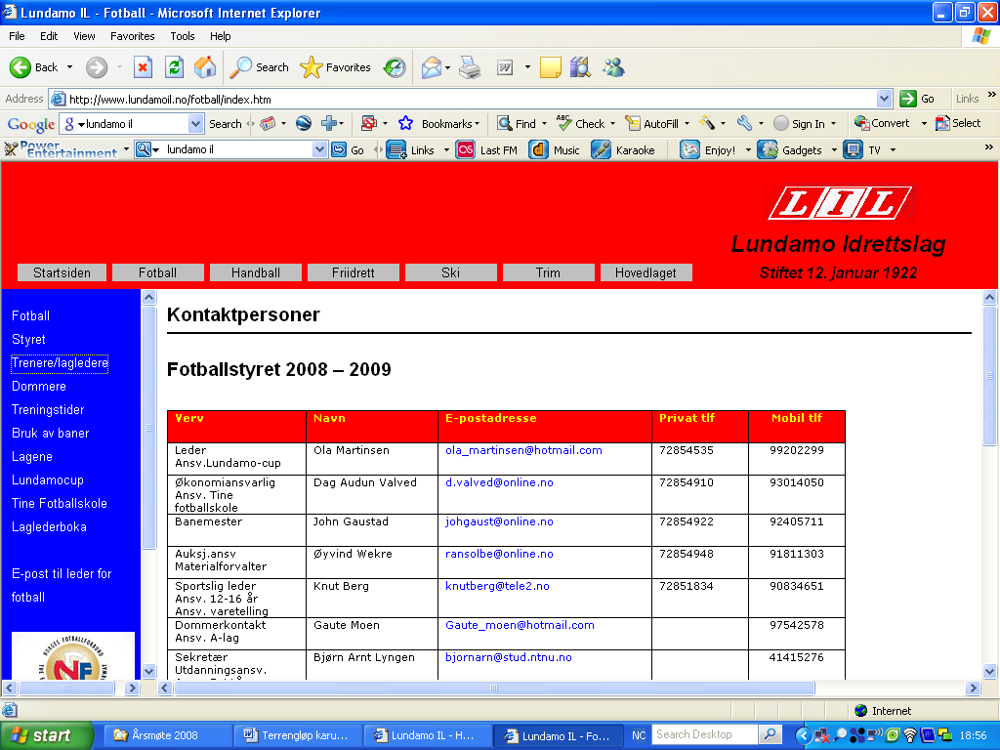 Lundamo IL - Fotball - Microsoft Internet Explorer
File Edit View Favorites Tools Help
Back Search Favorites
Address http://www.lundamoil.no/fotball/index.htm Go Links »
Google lundamo il Search Bookmarks Find Check AutoFill Sign In Convert Select
Power Entertainment lundamo il Go Links Last FM Music Karaoke Enjoy! Gadgets TV »
LIL
Lundamo Idrettslag
Stiftet 12. januar 1922
Startsiden Fotball Handball Friidrett Ski Trim Hovedlaget
Fotball
Styret
Trenere/lagledere
Dommere
Treningstider
Bruk av baner
Lagene
Lundamocup
Tine Fotballskole
Laglederboka
E-post til leder for
fotball
NORGES FOTBALLFORBUND
NF
Kontaktpersoner
Fotballstyret 2008 – 2009
Verv Navn E-postadresse Privat tlf Mobil tlf
Leder Ola Martinsen ola_martinsen@hotmail.com 72854535 99202299
Ansv.Lundamo-cup
Økonomiansvarlig Dag Audun Valved d.valved@online.no 72854910 93014050
Ansv. Tine
fotballskole
Banemester John Gaustad johgaust@online.no 72854922 92405711
Auksj.ansv Øyvind Wekre ransolbe@online.no 72854948 91811303
Materialforvalter
Sportslig leder Knut Berg knutberg@tele2.no 72851834 90834651
Ansv. 12-16 år
Ansv. varetelling
Dommerkontakt Gaute Moen Gaute_moen@hotmail.com 97542578
Ansv. A-lag
Sekretær Bjørn Arnt Lyngen bjornarn@stud.ntnu.no 41415276
Utdanningsansv.
Internet
start Årsmøte 2008 Terrengløp karu... Lundamo IL - H... Lundamo IL - Fo... NC Search Desktop 18:56